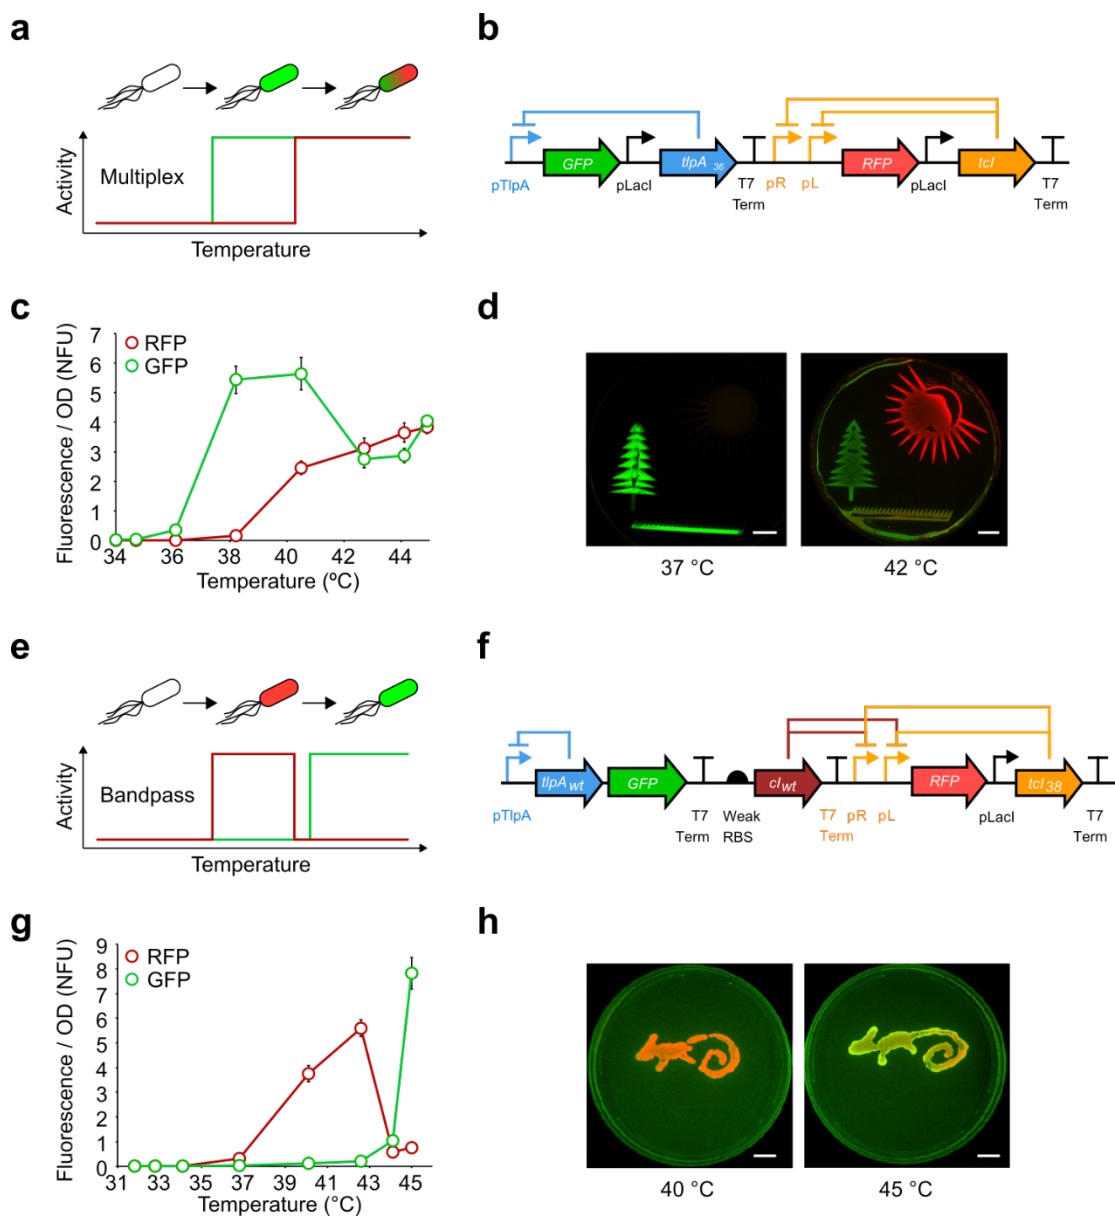 a
Multiplex
Activity
Temperature
b
GFP
tlpA 36
RFP
tcI
pTlpA
pLacI
T7
Term
pR
pL
pLacI
T7
Term
c
Fluorescence / OD (NFU)
RFP
GFP
7
6
5
4
3
2
1
0
34 36 38 40 42 44
Temperature (ºC)
d
37 °C
42 °C
e
Bandpass
Activity
Temperature
f
tlpA wt
GFP
cI wt
RFP
tcI 38
pTlpA
T7
Term
Weak
RBS
T7
Term
pR
pL
pLacI
T7
Term
g
Fluorescence / OD (NFU)
RFP
GFP
9
8
7
6
5
4
3
2
1
0
31 33 35 37 39 41 43 45
Temperature (°C)
h
40 °C
45 °C